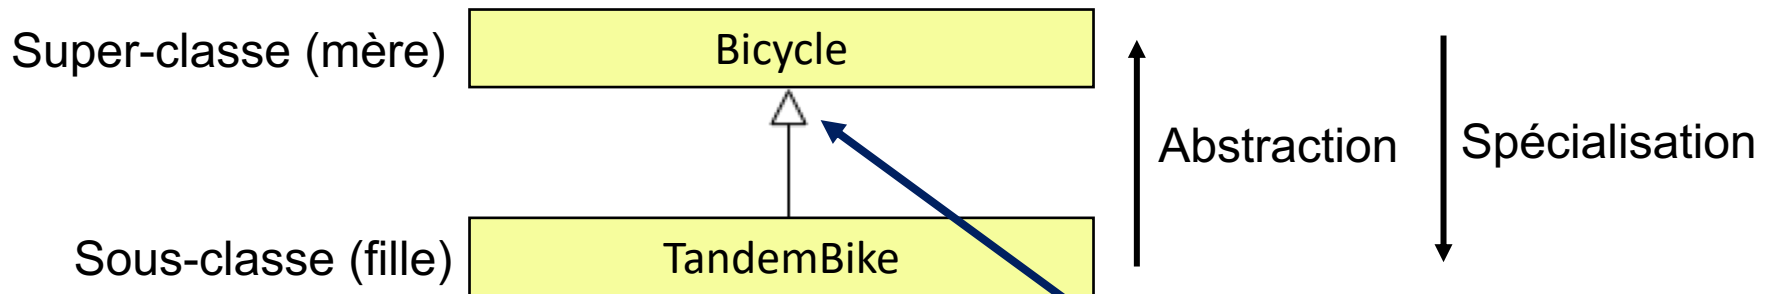 Super-classe (mère)
Bicycle
Abstraction
Spécialisation
Sous-classe (fille)
TandemBike